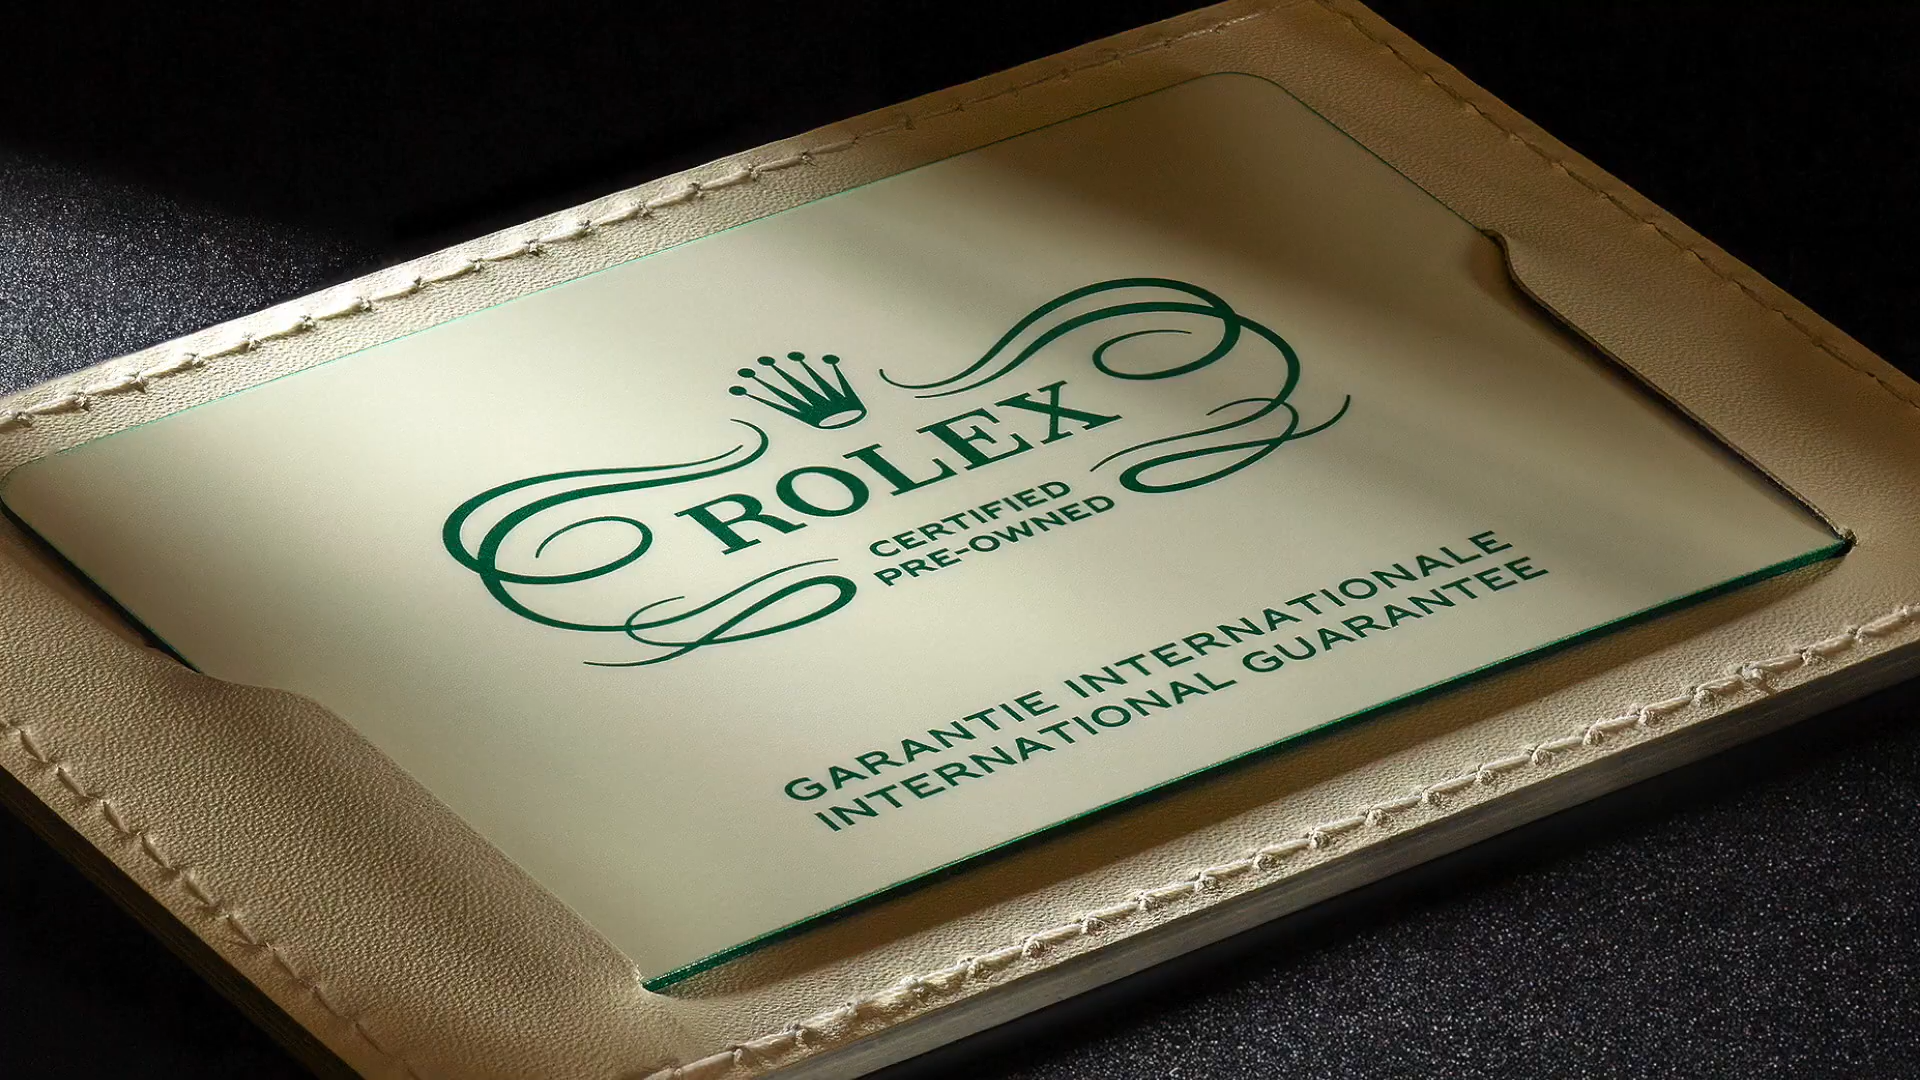 ROLEX
CERTIFIED
PRE-OWNED
GARANTIE INTERNATIONALE
INTERNATIONAL GUARANTEE